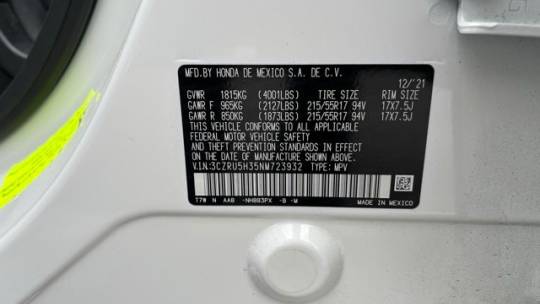 MFD.BY HONDA DE MEXICO S.A. DE C.V.
12/'21
GVWR 1815KG (4001LBS) TIRE SIZE RIM SIZE
GAWR F 965KG (2127LBS) 215/55R17 94V 17X7.5J
GAWR R 850KG (1873LBS) 215/55R17 94V 17X7.5J
THIS VEHICLE CONFORMS TO ALL APPLICABLE
FEDERAL MOTOR VEHICLE SAFETY
AND THEFT PREVENTION STANDARDS IN EFFECT
ON THE DATE OF MANUFACTURE SHOWN ABOVE.
V.I.N:3CZRU5H35NM723932 TYPE: MPV
T7W N AAB -NH883PX -B -M
MADE IN MEXICO